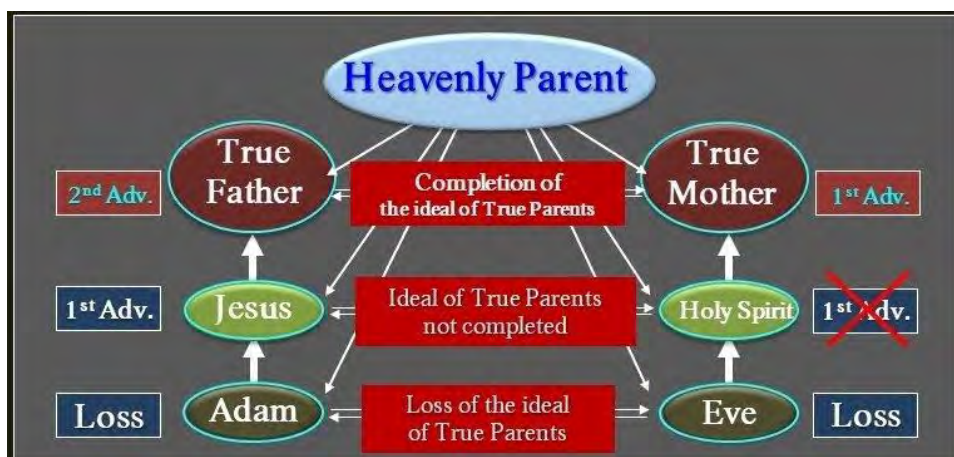 Heavenly Parent
True
Father
True
Mother
2nd Adv.
Completion of
the ideal of True Parents
1st Adv.
1st Adv.
Jesus
Ideal of True Parents
not completed
Holy Spirit
1st Adv.
Loss
Adam
Loss of the ideal
of True Parents
Eve
Loss